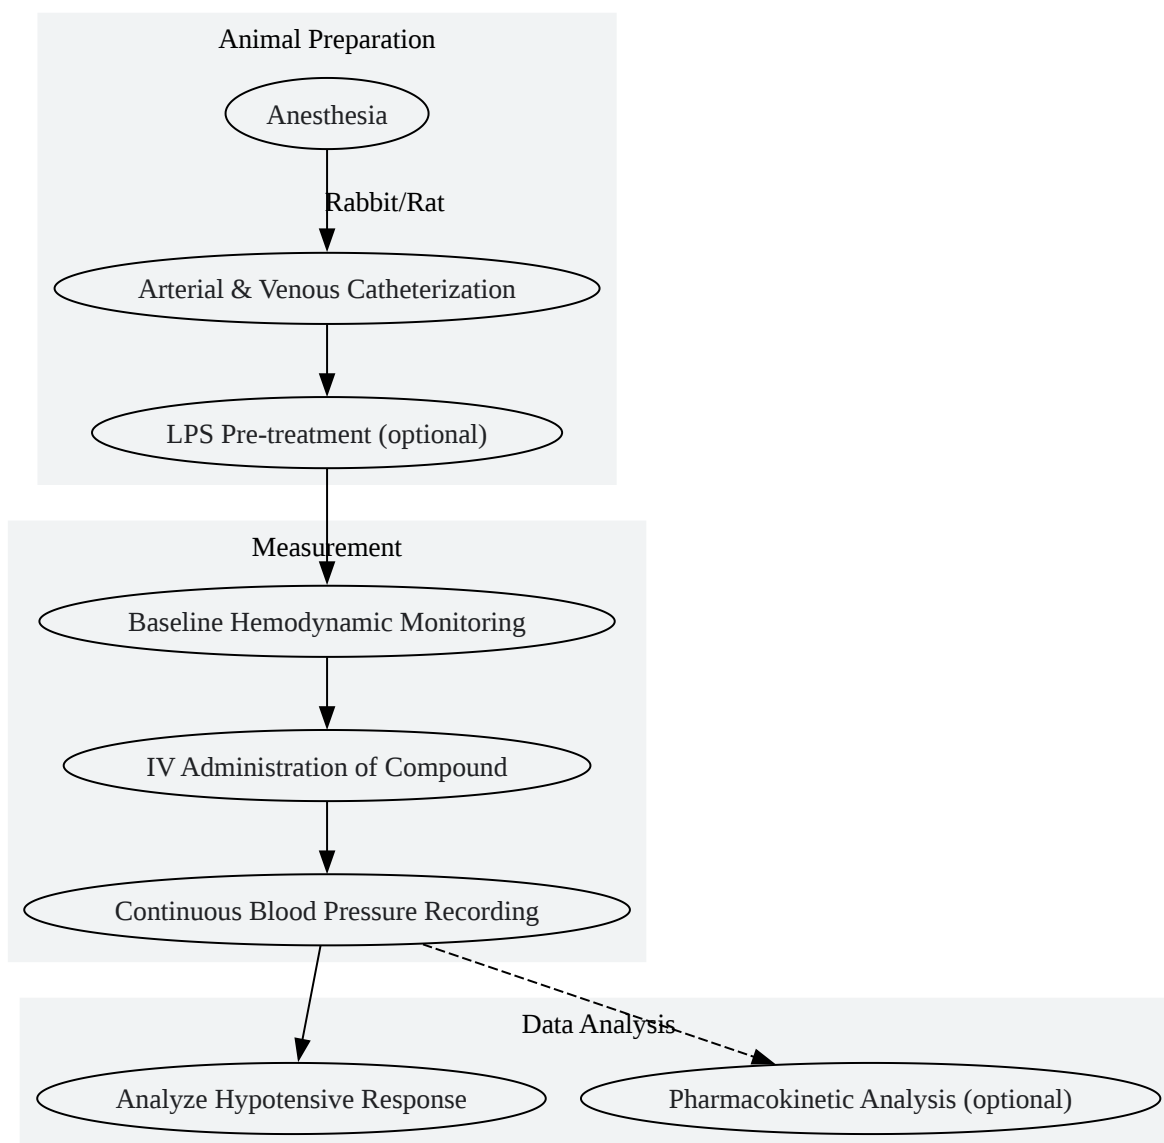 Animal Preparation
Anesthesia
Rabbit/Rat
Arterial & Venous Catheterization
LPS Pre-treatment (optional)
Measurement
Baseline Hemodynamic Monitoring
IV Administration of Compound
Continuous Blood Pressure Recording
Data Analysis
Analyze Hypotensive Response
Pharmacokinetic Analysis (optional)